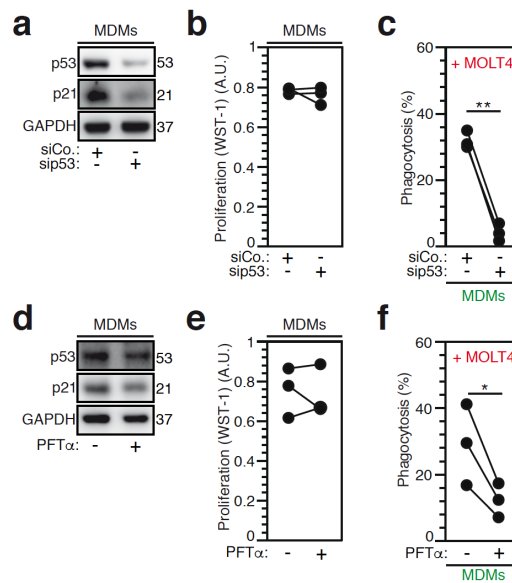 a
MDMs
p53 53
p21 21
GAPDH 37
siCo.: + -
sip53: - +
b
MDMs
Proliferation (WST-1) (A.U.)
1
0.8
0.6
0.4
0.2
0
siCo.: + -
sip53: - +
c
Phagocytosis (%)
60
40
20
0
+ MOLT4
**
siCo.: + -
sip53: - +
MDMs
d
MDMs
p53 53
p21 21
GAPDH 37
PFTα: - +
e
MDMs
Proliferation (WST-1) (A.U.)
1
0.8
0.6
0.4
0.2
0
PFTα: - +
f
Phagocytosis (%)
60
40
20
0
+ MOLT4
*
PFTα: - +
MDMs